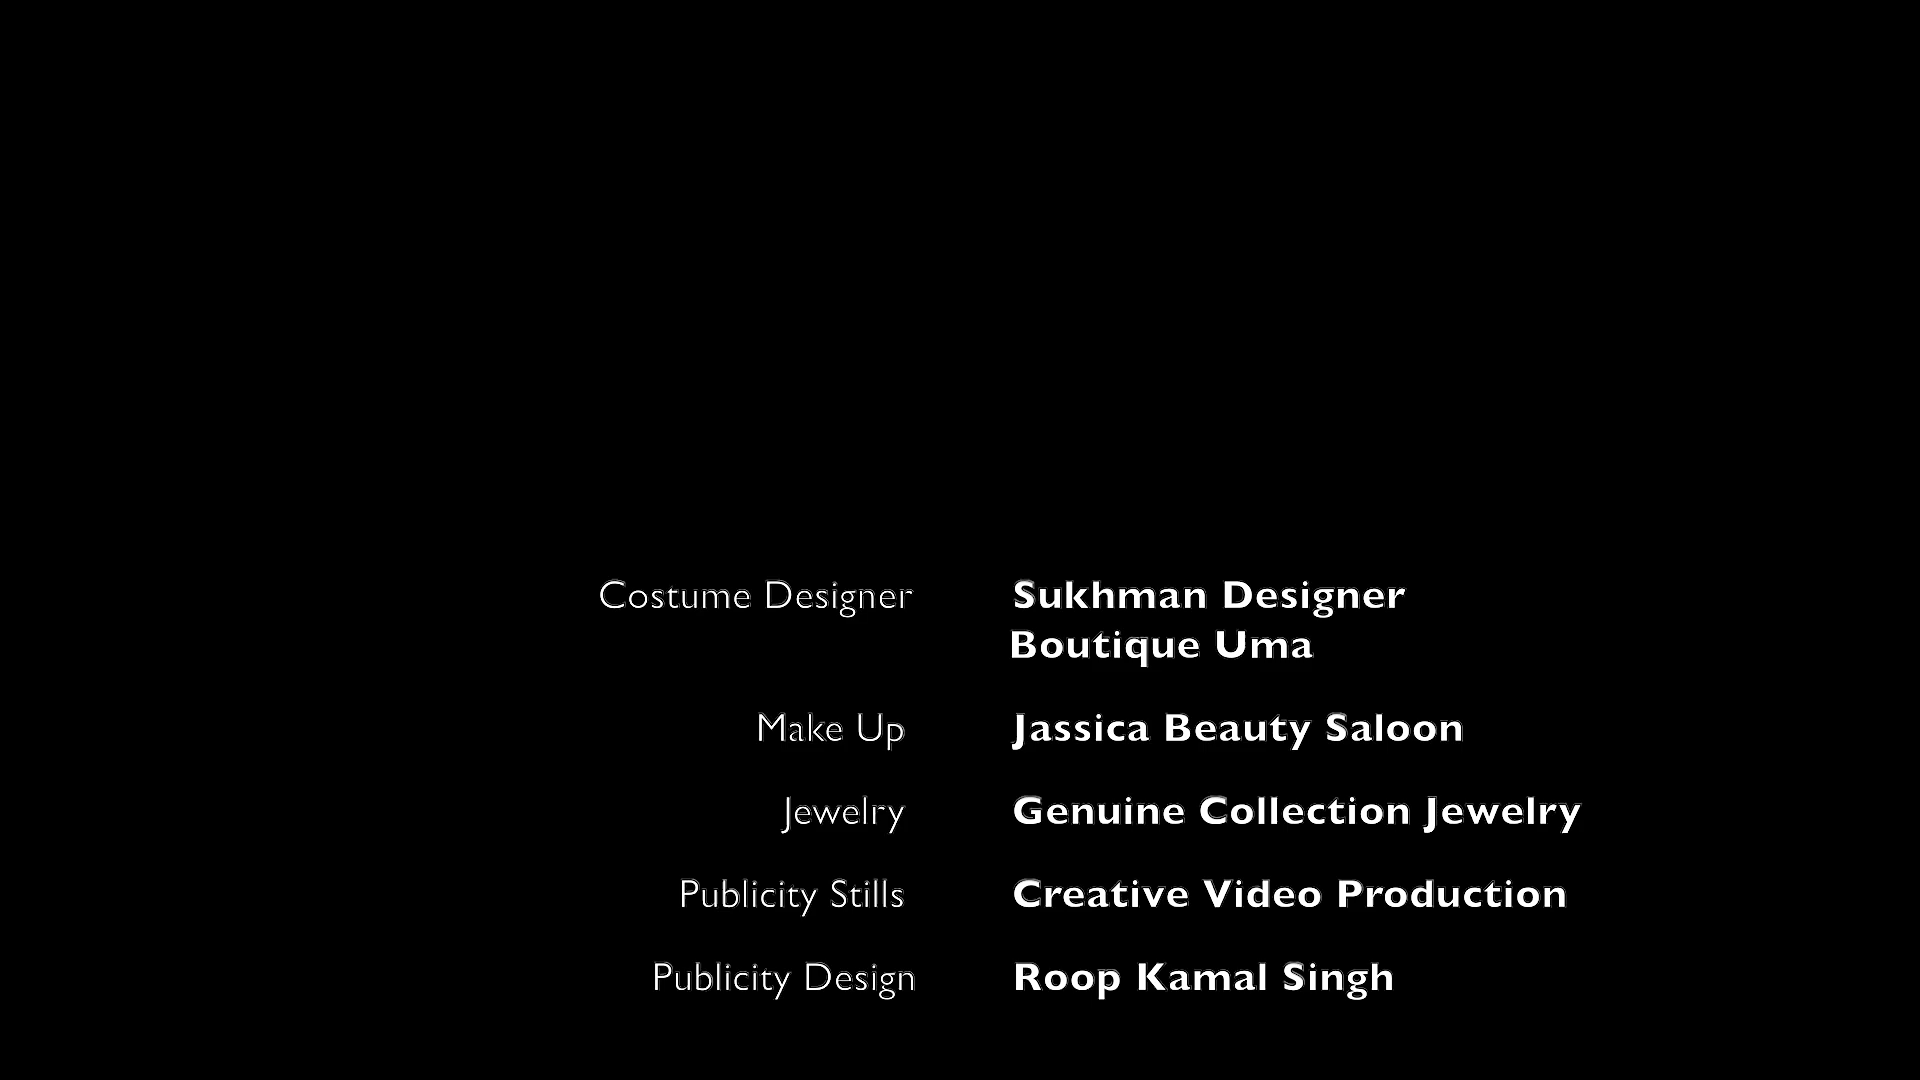 Costume Designer Sukhman Designer
Boutique Uma
Make Up Jassica Beauty Saloon
Jewelry Genuine Collection Jewelry
Publicity Stills Creative Video Production
Publicity Design Roop Kamal Singh